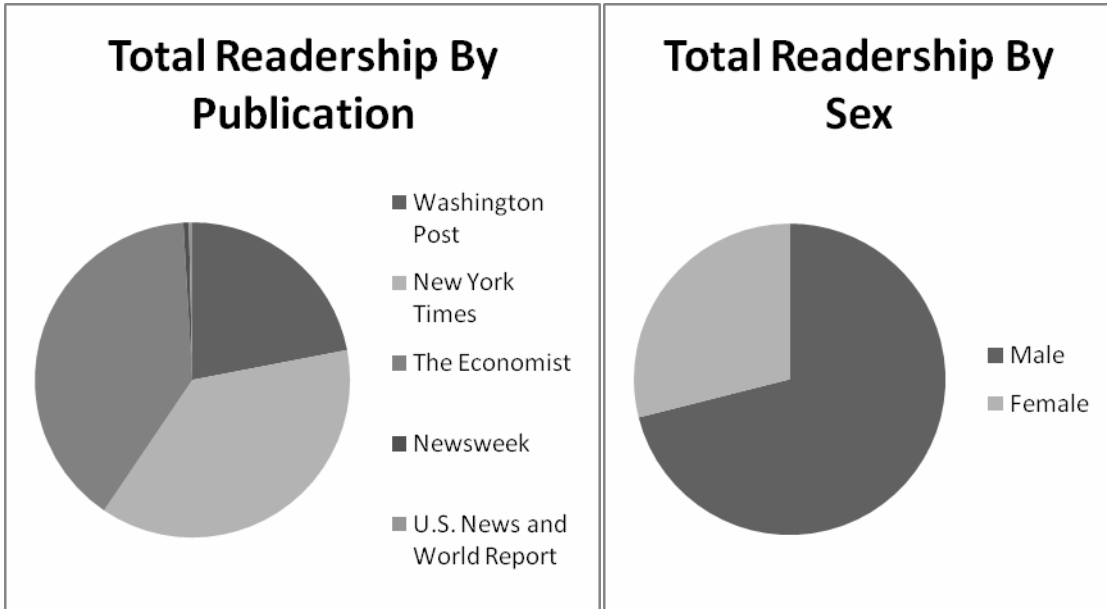 Total Readership By
Publication
Washington
Post
New York
Times
The Economist
Newsweek
U.S. News and
World Report
Total Readership By
Sex
Male
Female